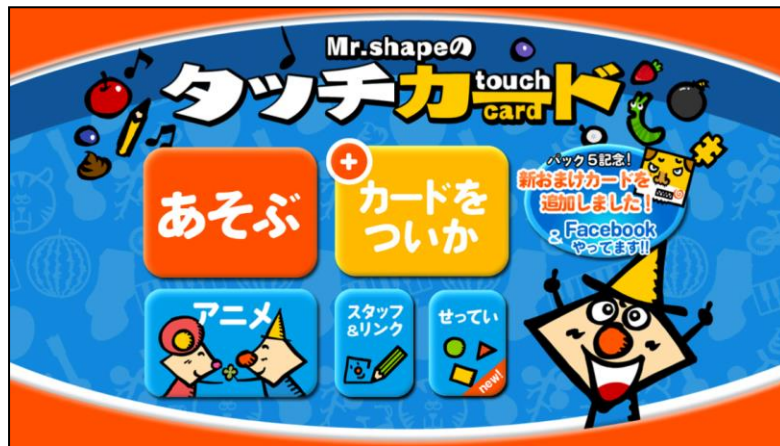 Mr.shapeの
タッチカード
touch
card
あそぶ
カードを
ついか
パック5記念!
新おまけカードを
追加しました!
& Facebook
やってます!!
アニメ
スタッフ
&リンク
せってい
new!